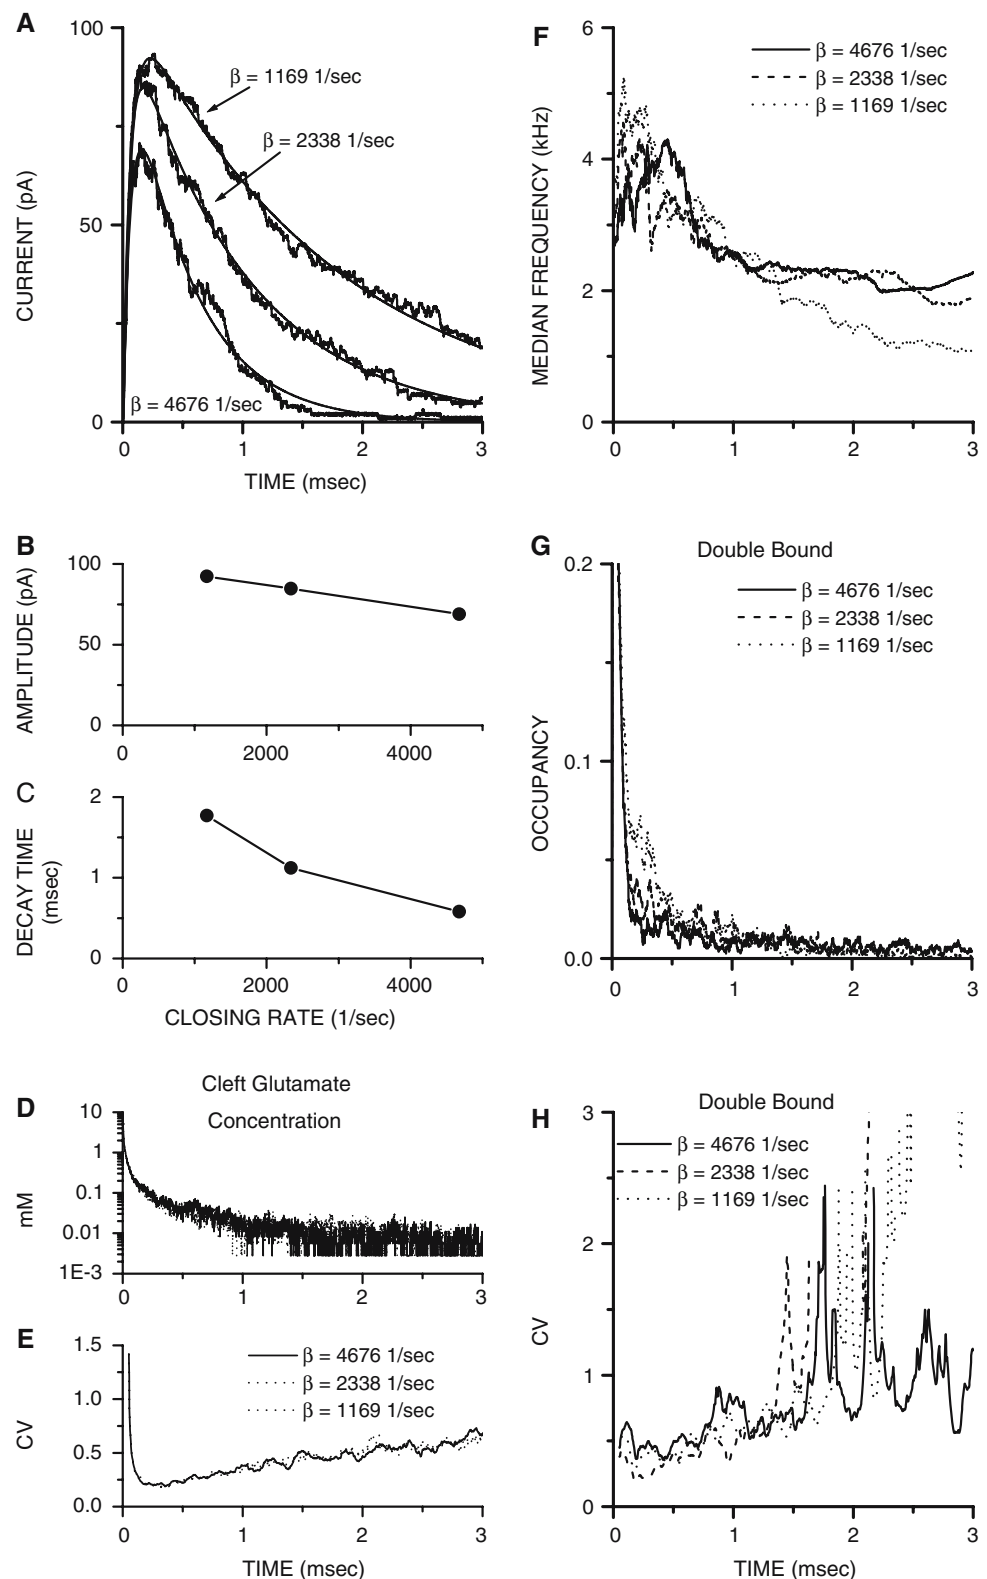 A
100
50
0
CURRENT (pA)
β = 1169 1/sec
β = 2338 1/sec
β = 4676 1/sec
0 1 2 3
TIME (msec)
B
100
50
0
AMPLITUDE (pA)
0 2000 4000
C
2
1
0
DECAY TIME
(msec)
0 2000 4000
CLOSING RATE (1/sec)
D
Cleft Glutamate
Concentration
10
1
0.1
0.01
1E-3
mM
0 1 2 3
E
1.5
1.0
0.5
0.0
CV
β = 4676 1/sec
β = 2338 1/sec
β = 1169 1/sec
0 1 2 3
TIME (msec)
F
6
4
2
0
MEDIAN FREQUENCY (kHz)
β = 4676 1/sec
β = 2338 1/sec
β = 1169 1/sec
0 1 2 3
G
Double Bound
0.2
0.1
0.0
OCCUPANCY
β = 4676 1/sec
β = 2338 1/sec
β = 1169 1/sec
0 1 2 3
H
Double Bound
3
2
1
0
CV
β = 4676 1/sec
β = 2338 1/sec
β = 1169 1/sec
0 1 2 3
TIME (msec)